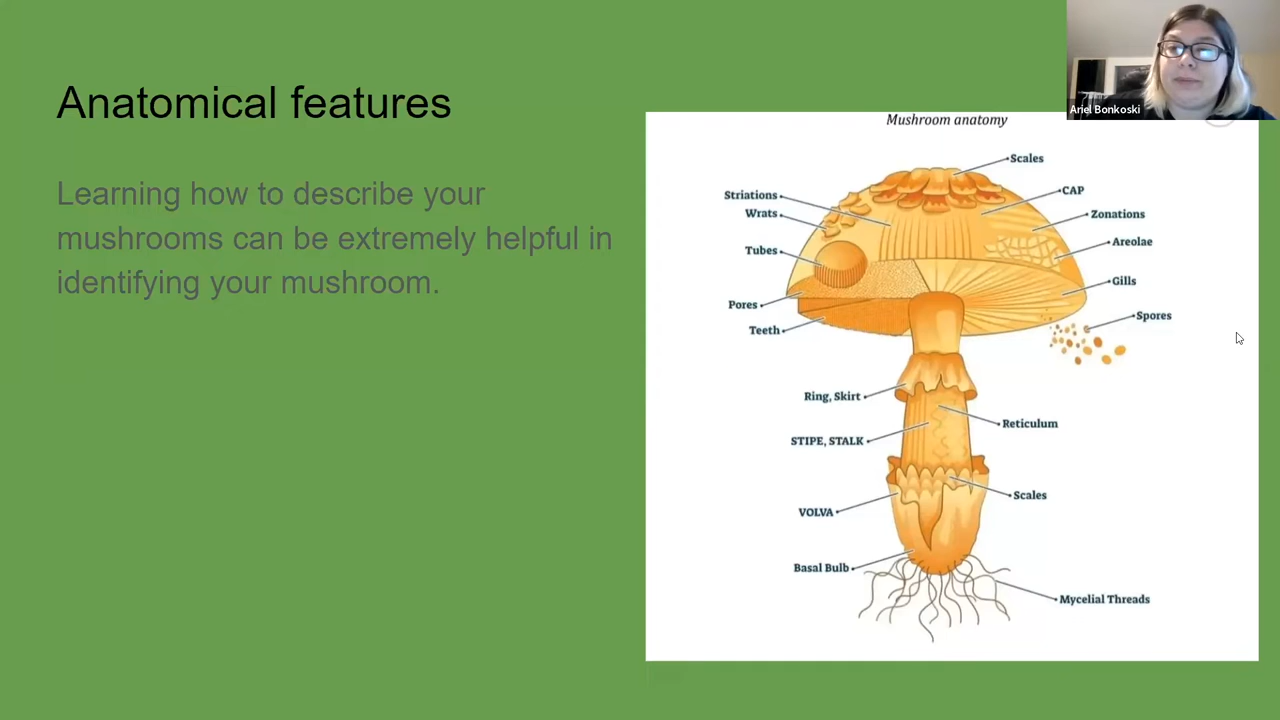 Anatomical features
Learning how to describe your
mushrooms can be extremely helpful in
identifying your mushroom.
Ariel Bonkoski
Mushroom anatomy
Scales
CAP
Striations
Wrats
Zonations
Areolae
Tubes
Gills
Pores
Spores
Teeth
Ring, Skirt
Reticulum
STIPE, STALK
Scales
VOLVA
Basal Bulb
Mycelial Threads